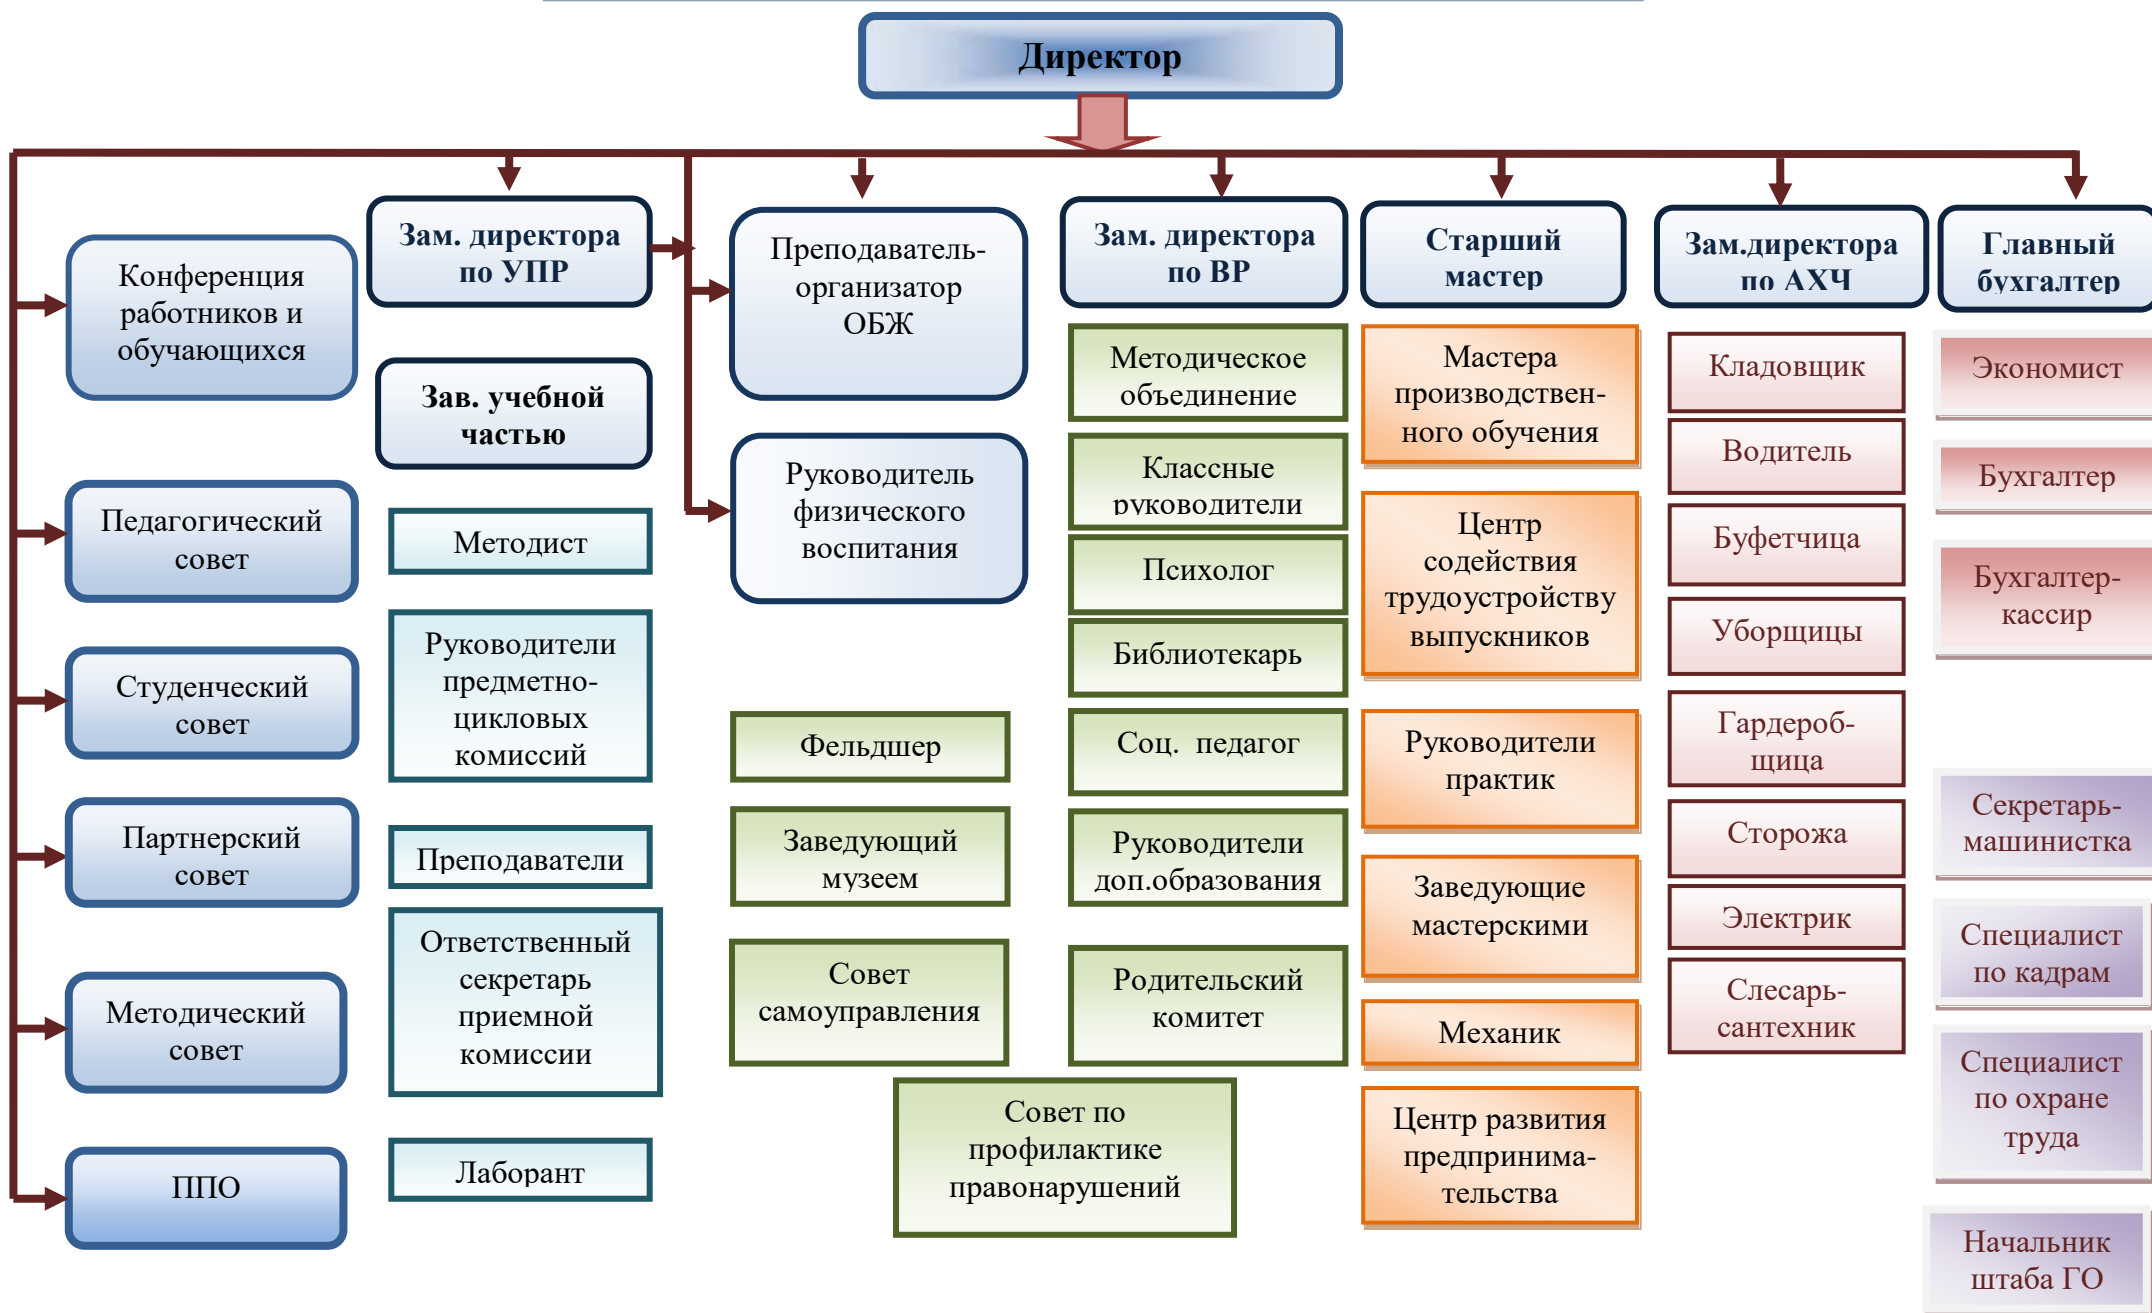 Директор
Конференция
работников и
обучающихся
Педагогический
совет
Студенческий
совет
Партнерский
совет
Методический
совет
ППО
Зам. директора
по УПР
Зав. учебной
частью
Методист
Руководители
предметно-
цикловых
комиссий
Преподаватели
Ответственный
секретарь
приемной
комиссии
Лаборант
Преподаватель-
организатор
ОБЖ
Руководитель
физического
воспитания
Фельдшер
Заведующий
музеем
Совет
самоуправления
Зам. директора
по ВР
Методическое
объединение
Классные
руководители
Психолог
Библиотекарь
Соц. педагог
Руководители
доп.образования
Родительский
комитет
Совет по
профилактике
правонарушений
Старший
мастер
Мастера
производствен-
ного обучения
Центр
содействия
трудоустройству
выпускников
Руководители
практик
Заведующие
мастерскими
Механик
Центр развития
предпринима-
тельства
Зам.директора
по АХЧ
Кладовщик
Водитель
Буфетчица
Уборщицы
Гардероб-
щица
Сторожа
Электрик
Слесарь-
сантехник
Главный
бухгалтер
Экономист
Бухгалтер
Бухгалтер-
кассир
Секретарь-
машинистка
Специалист
по кадрам
Специалист
по охране
труда
Начальник
штаба ГО